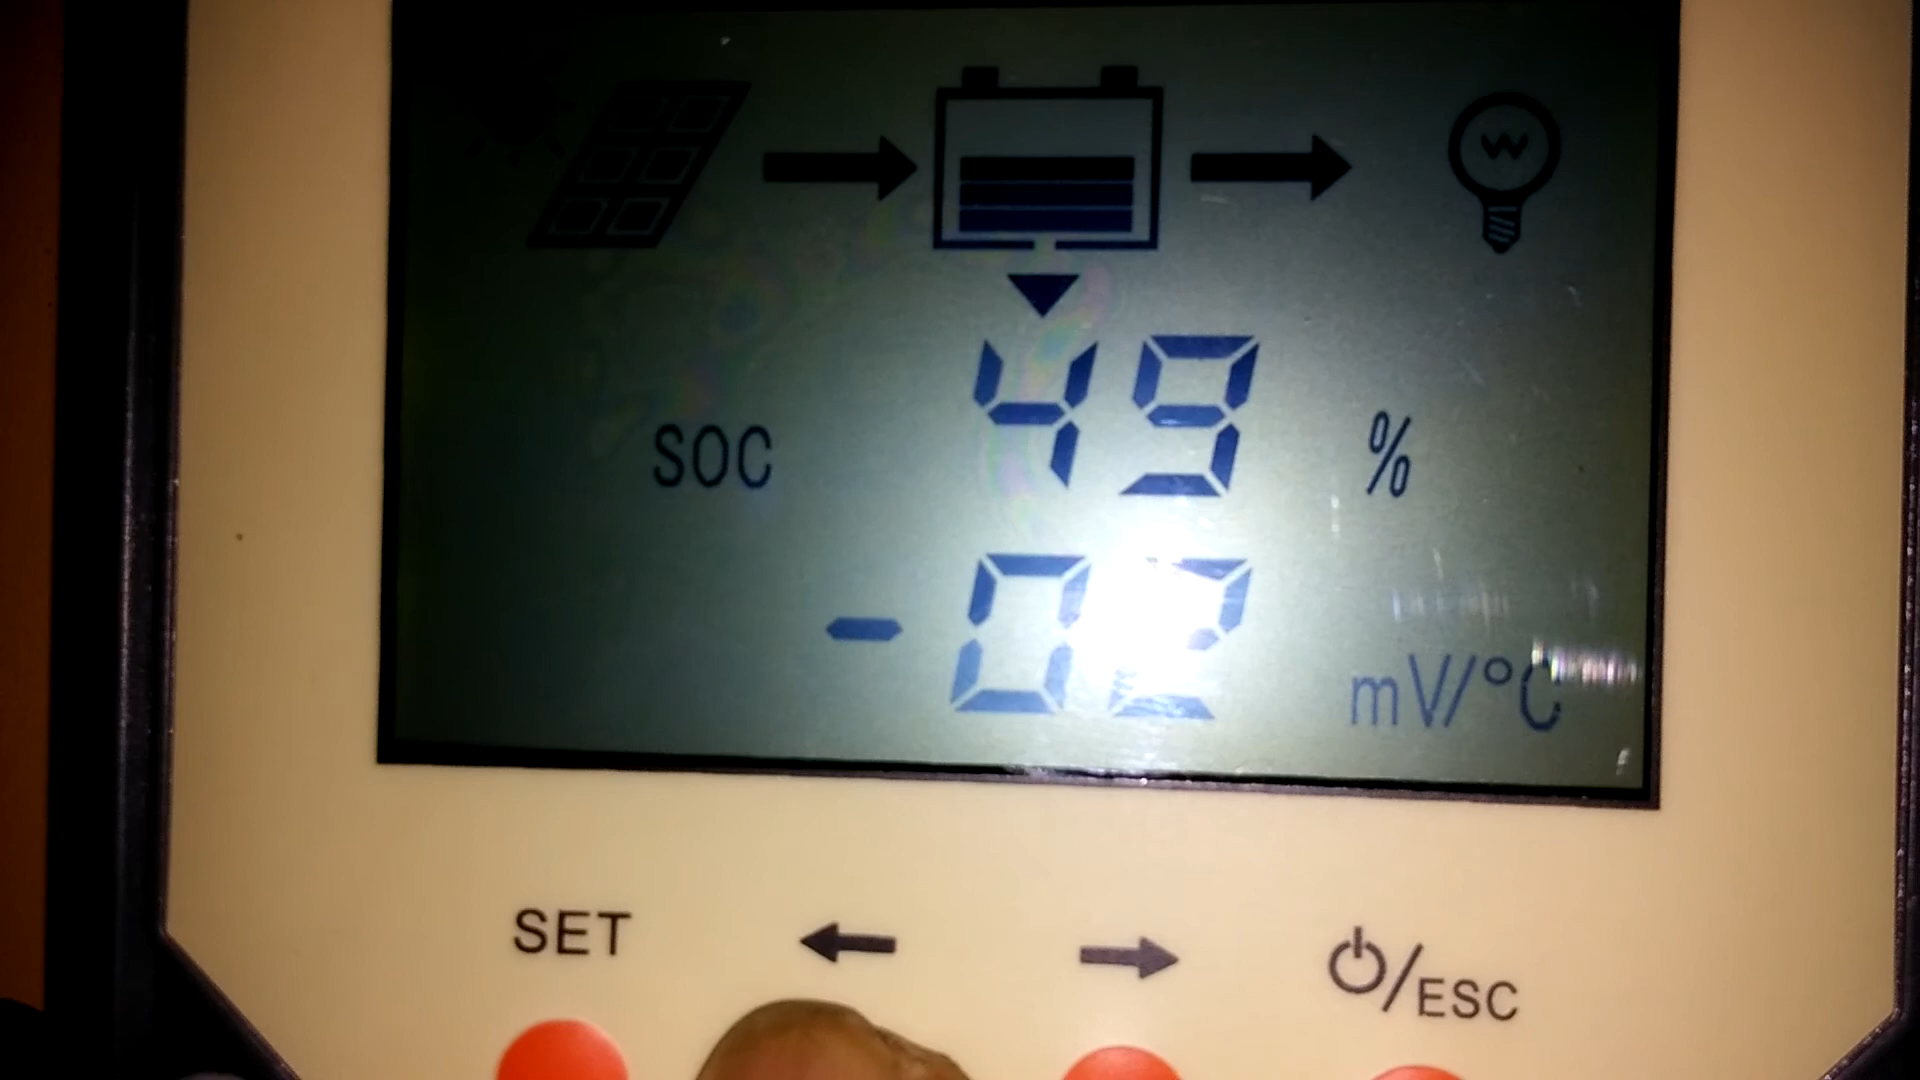 SOC 49 %
-02 mV/°C
SET ← → ⏻/ESC